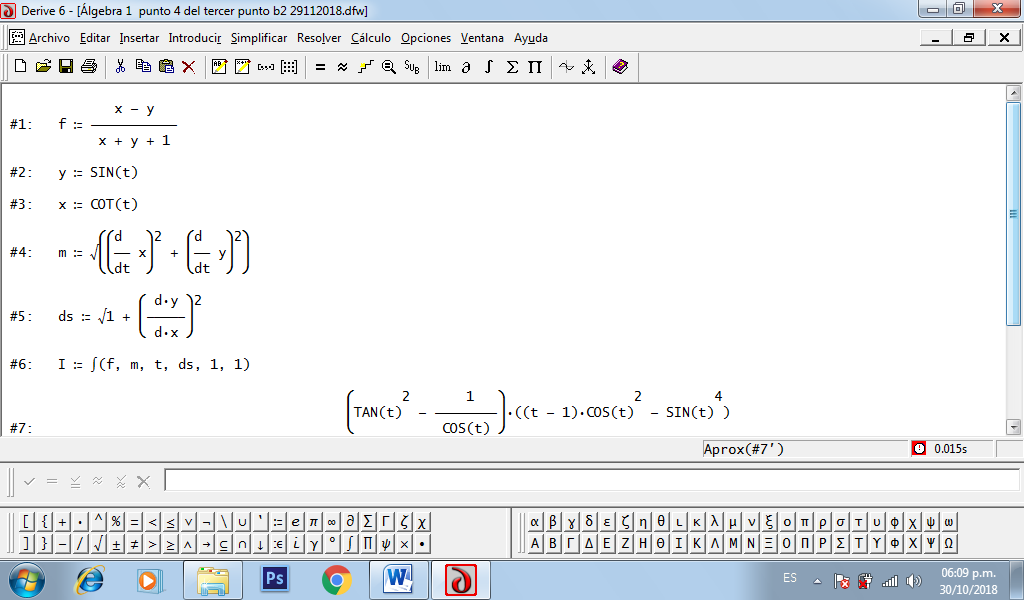 Derive 6 - [Álgebra 1 punto 4 del tercer punto b2 29112018.dfw]
Archivo Editar Insertar Introducir Simplificar Resolver Cálculo Opciones Ventana Ayuda
= ≈ SUB lim ∂ ∫ Σ Π
x - y
#1: f := ———
x + y + 1
#2: y := SIN(t)
#3: x := COT(t)
#4: m := √((d/dt x)^2 + (d/dt y)^2)
#5: ds := √1 + (d·y/d·x)^2
#6: I := ∫(f, m, t, ds, 1, 1)
#7: (TAN(t)^2 - 1/COS(t))·((t - 1)·COS(t)^2 - SIN(t)^4)
Aprox(#7') 0.015s
[ { + · ^ % = < ≤ ∨ ¬ \ ∪ ' := e π ∞ ∂ Σ Γ ζ χ
] } - / √ ± ≠ > ≥ ∧ → ⊆ ∩ ↓ :∈ i γ ° ∫ Π ψ × •
α β γ δ ε ζ η θ ι κ λ μ ν ξ ο π ρ σ τ υ φ χ ψ ω
Α Β Γ Δ Ε Ζ Η Θ Ι Κ Λ Μ Ν Ξ Ο Π Ρ Σ Τ Υ Φ Χ Ψ Ω
Ps W
ES
06:09 p.m.
30/10/2018